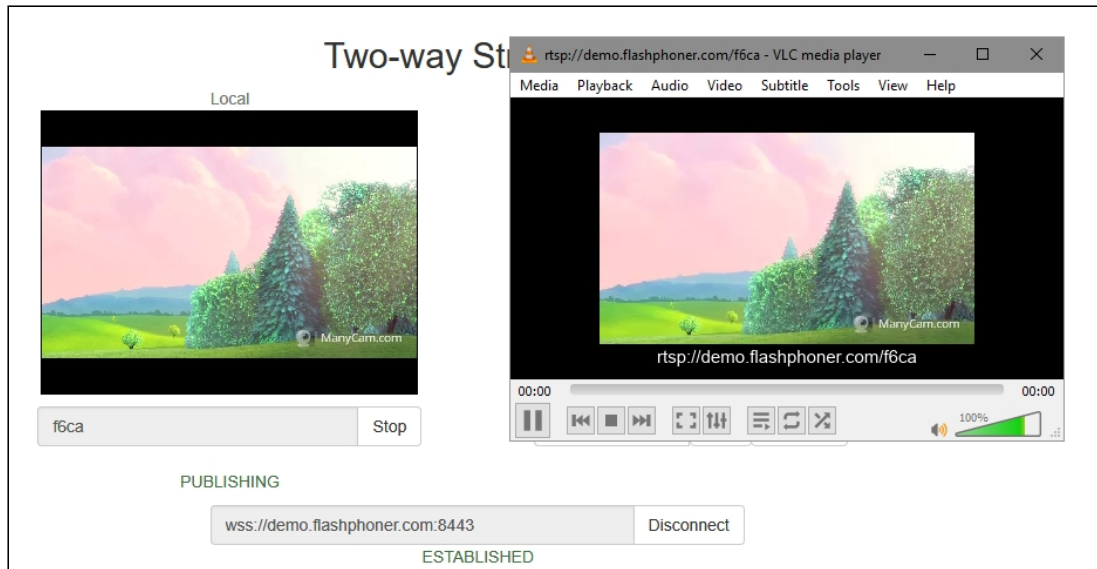 Two-way St
Local
ManyCam.com
f6ca
Stop
PUBLISHING
wss://demo.flashphoner.com:8443
Disconnect
ESTABLISHED
rtsp://demo.flashphoner.com/f6ca - VLC media player
Media Playback Audio Video Subtitle Tools View Help
ManyCam.com
rtsp://demo.flashphoner.com/f6ca
00:00
00:00
100%